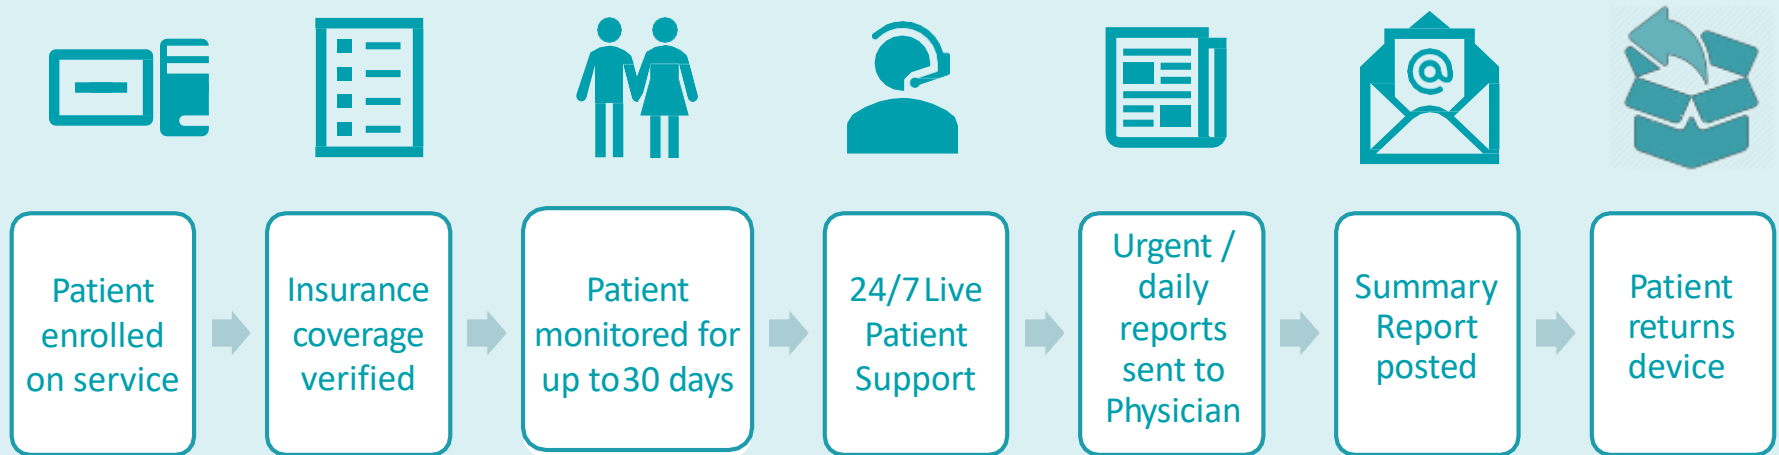 Patient
enrolled
on service
Insurance
coverage
verified
Patient
monitored for
up to 30 days
24/7 Live
Patient
Support
Urgent /
daily
reports
sent to
Physician
@
Summary
Report
posted
Patient
returns
device